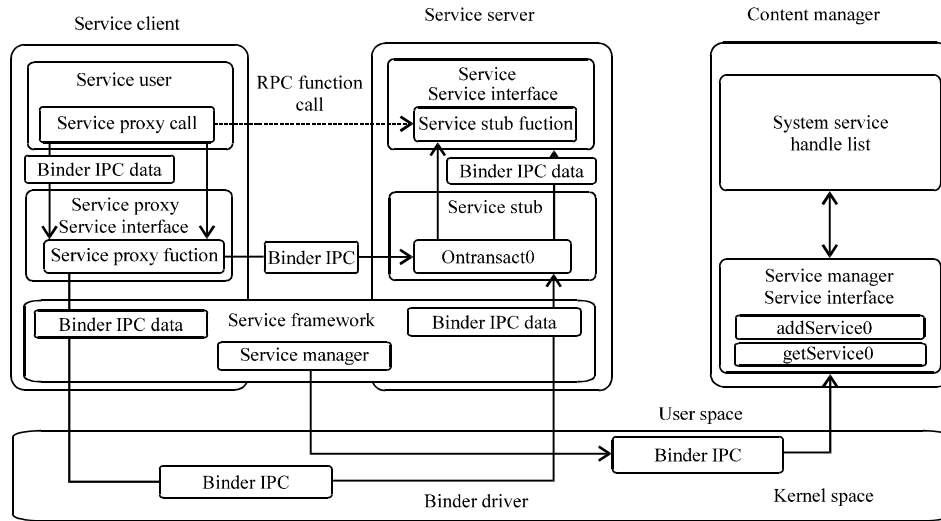 Service client
Service server
Content manager
Service user
Service proxy call
RPC function
call
Service
Service interface
Service stub fuction
System service
handle list
Binder IPC data
Binder IPC data
Service proxy
Service interface
Service proxy fuction
Binder IPC
Service stub
Ontransact0
Service manager
Service interface
addService0
getService0
Binder IPC data
Service framework
Binder IPC data
Service manager
User space
Binder IPC
Binder IPC
Binder driver
Kernel space